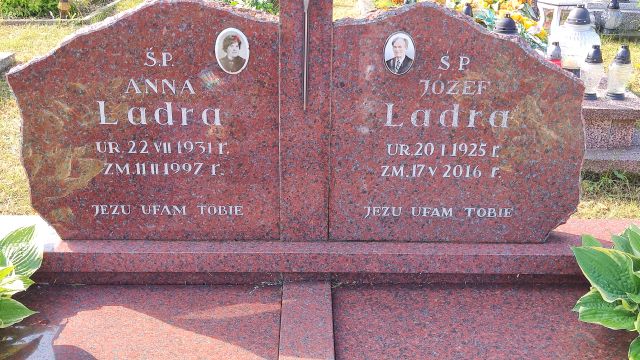 Ś.P.
ANNA
Ladra
UR. 22 VII 1931 r.
ZM. 11 II 1997 r.
JEZU UFAM TOBIE
Ś.P.
JÓZEF
Ladra
UR. 20 I 1925 r.
ZM. 17 V 2016 r.
JEZU UFAM TOBIE